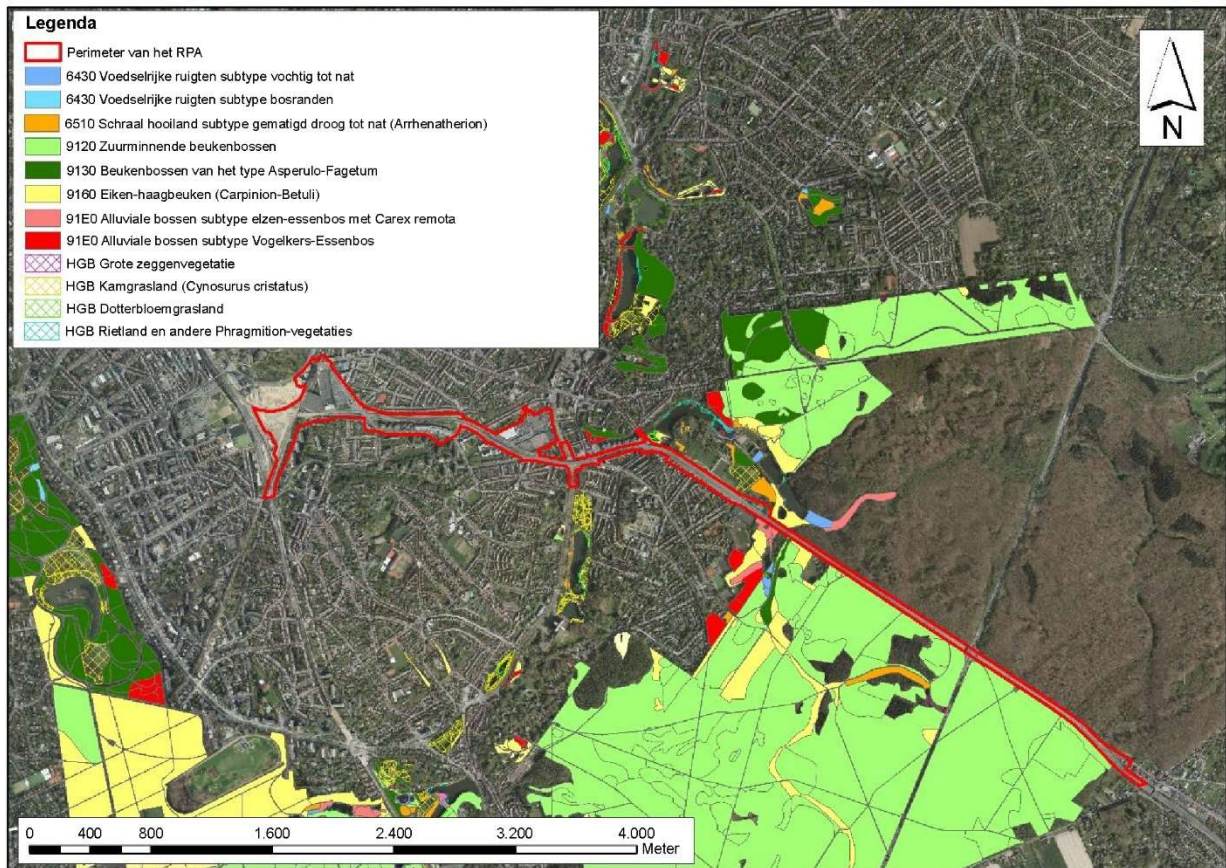 Legenda
Perimeter van het RPA
6430 Voedselrijke ruigten subtype vochtig tot nat
6430 Voedselrijke ruigten subtype bosranden
6510 Schraal hooiland subtype gematigd droog tot nat (Arrhenatherion)
9120 Zuurminnende beukenbossen
9130 Beukenbossen van het type Asperulo-Fagetum
9160 Eiken-haagbeuken (Carpinion-Betuli)
91E0 Alluviale bossen subtype elzen-essenbos met Carex remota
91E0 Alluviale bossen subtype Vogelkers-Essenbos
HGB Grote zeggenvegetatie
HGB Kamgrasland (Cynosurus cristatus)
HGB Dotterbloemgrasland
HGB Rietland en andere Phragmition-vegetaties
N
0 400 800 1.600 2.400 3.200 4.000
Meter